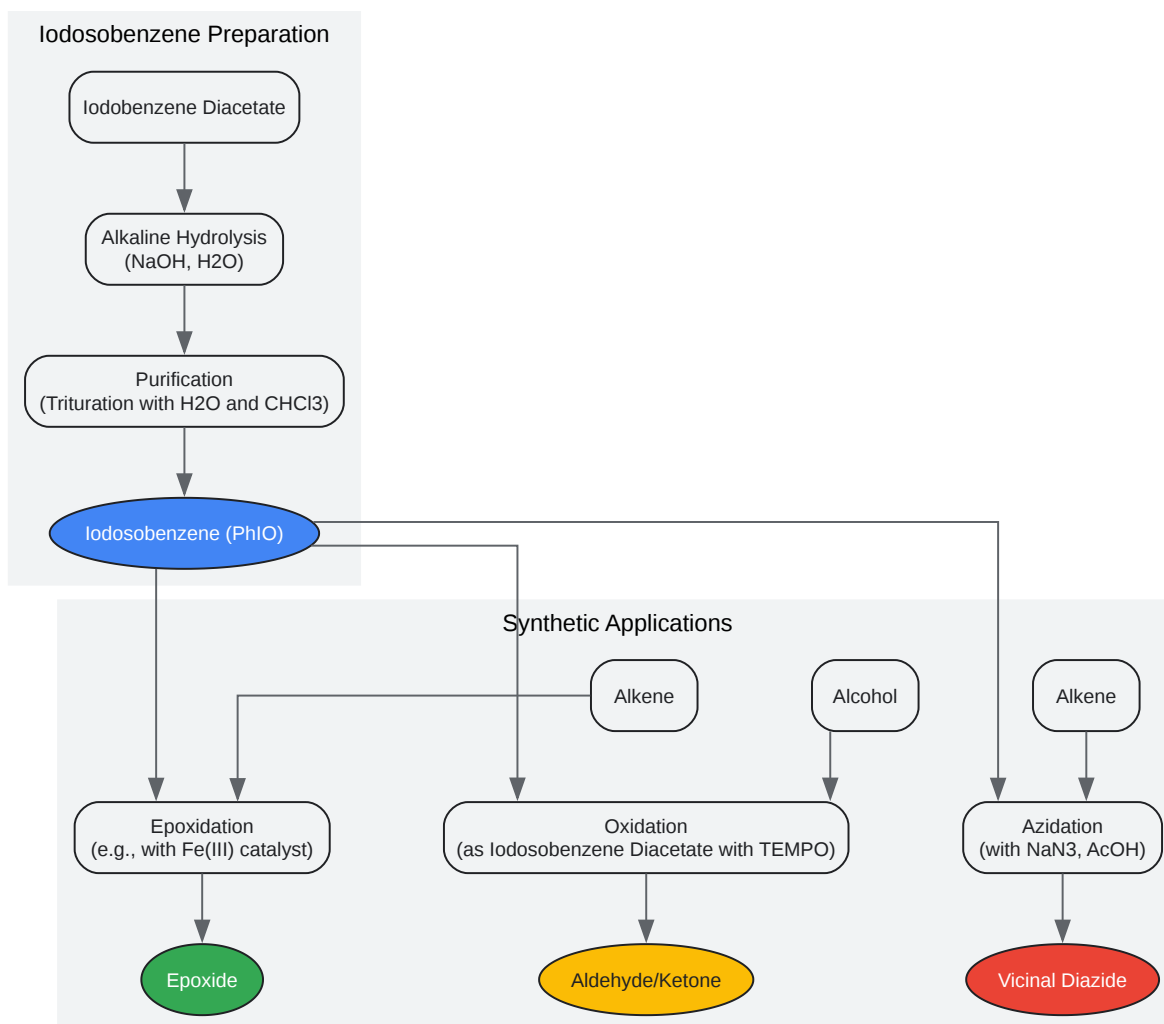 Iodosobenzene Preparation
Iodobenzene Diacetate
Alkaline Hydrolysis
(NaOH, H2O)
Purification
(Trituration with H2O and CHCl3)
Iodosobenzene (PhIO)
Synthetic Applications
Alkene
Alcohol
Alkene
Epoxidation
(e.g., with Fe(III) catalyst)
Oxidation
(as Iodosobenzene Diacetate with TEMPO)
Azidation
(with NaN3, AcOH)
Epoxide
Aldehyde/Ketone
Vicinal Diazide